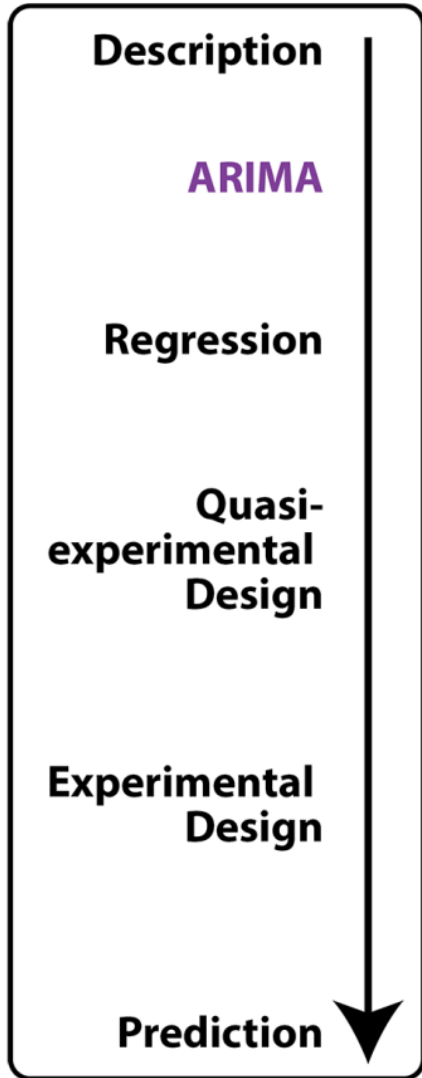 Description
ARIMA
Regression
Quasi-
experimental
Design
Experimental
Design
Prediction